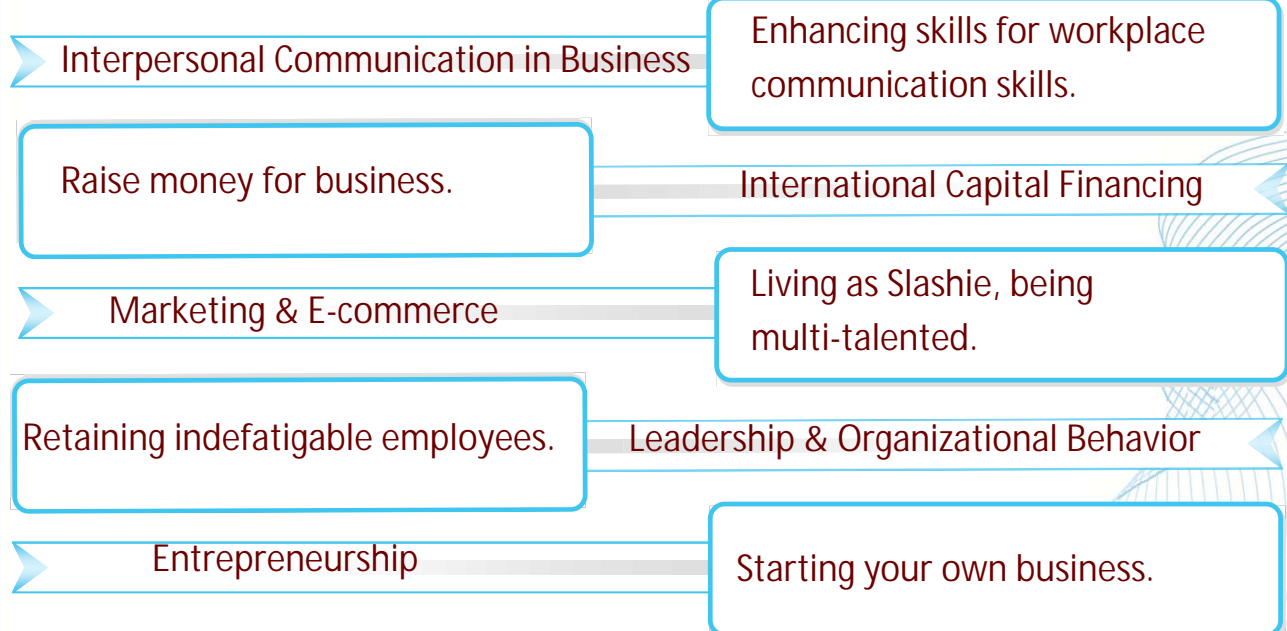 Interpersonal Communication in Business
Enhancing skills for workplace
communication skills.
Raise money for business.
International Capital Financing
Marketing & E-commerce
Living as Slashie, being
multi-talented.
Retaining indefatigable employees.
Leadership & Organizational Behavior
Entrepreneurship
Starting your own business.